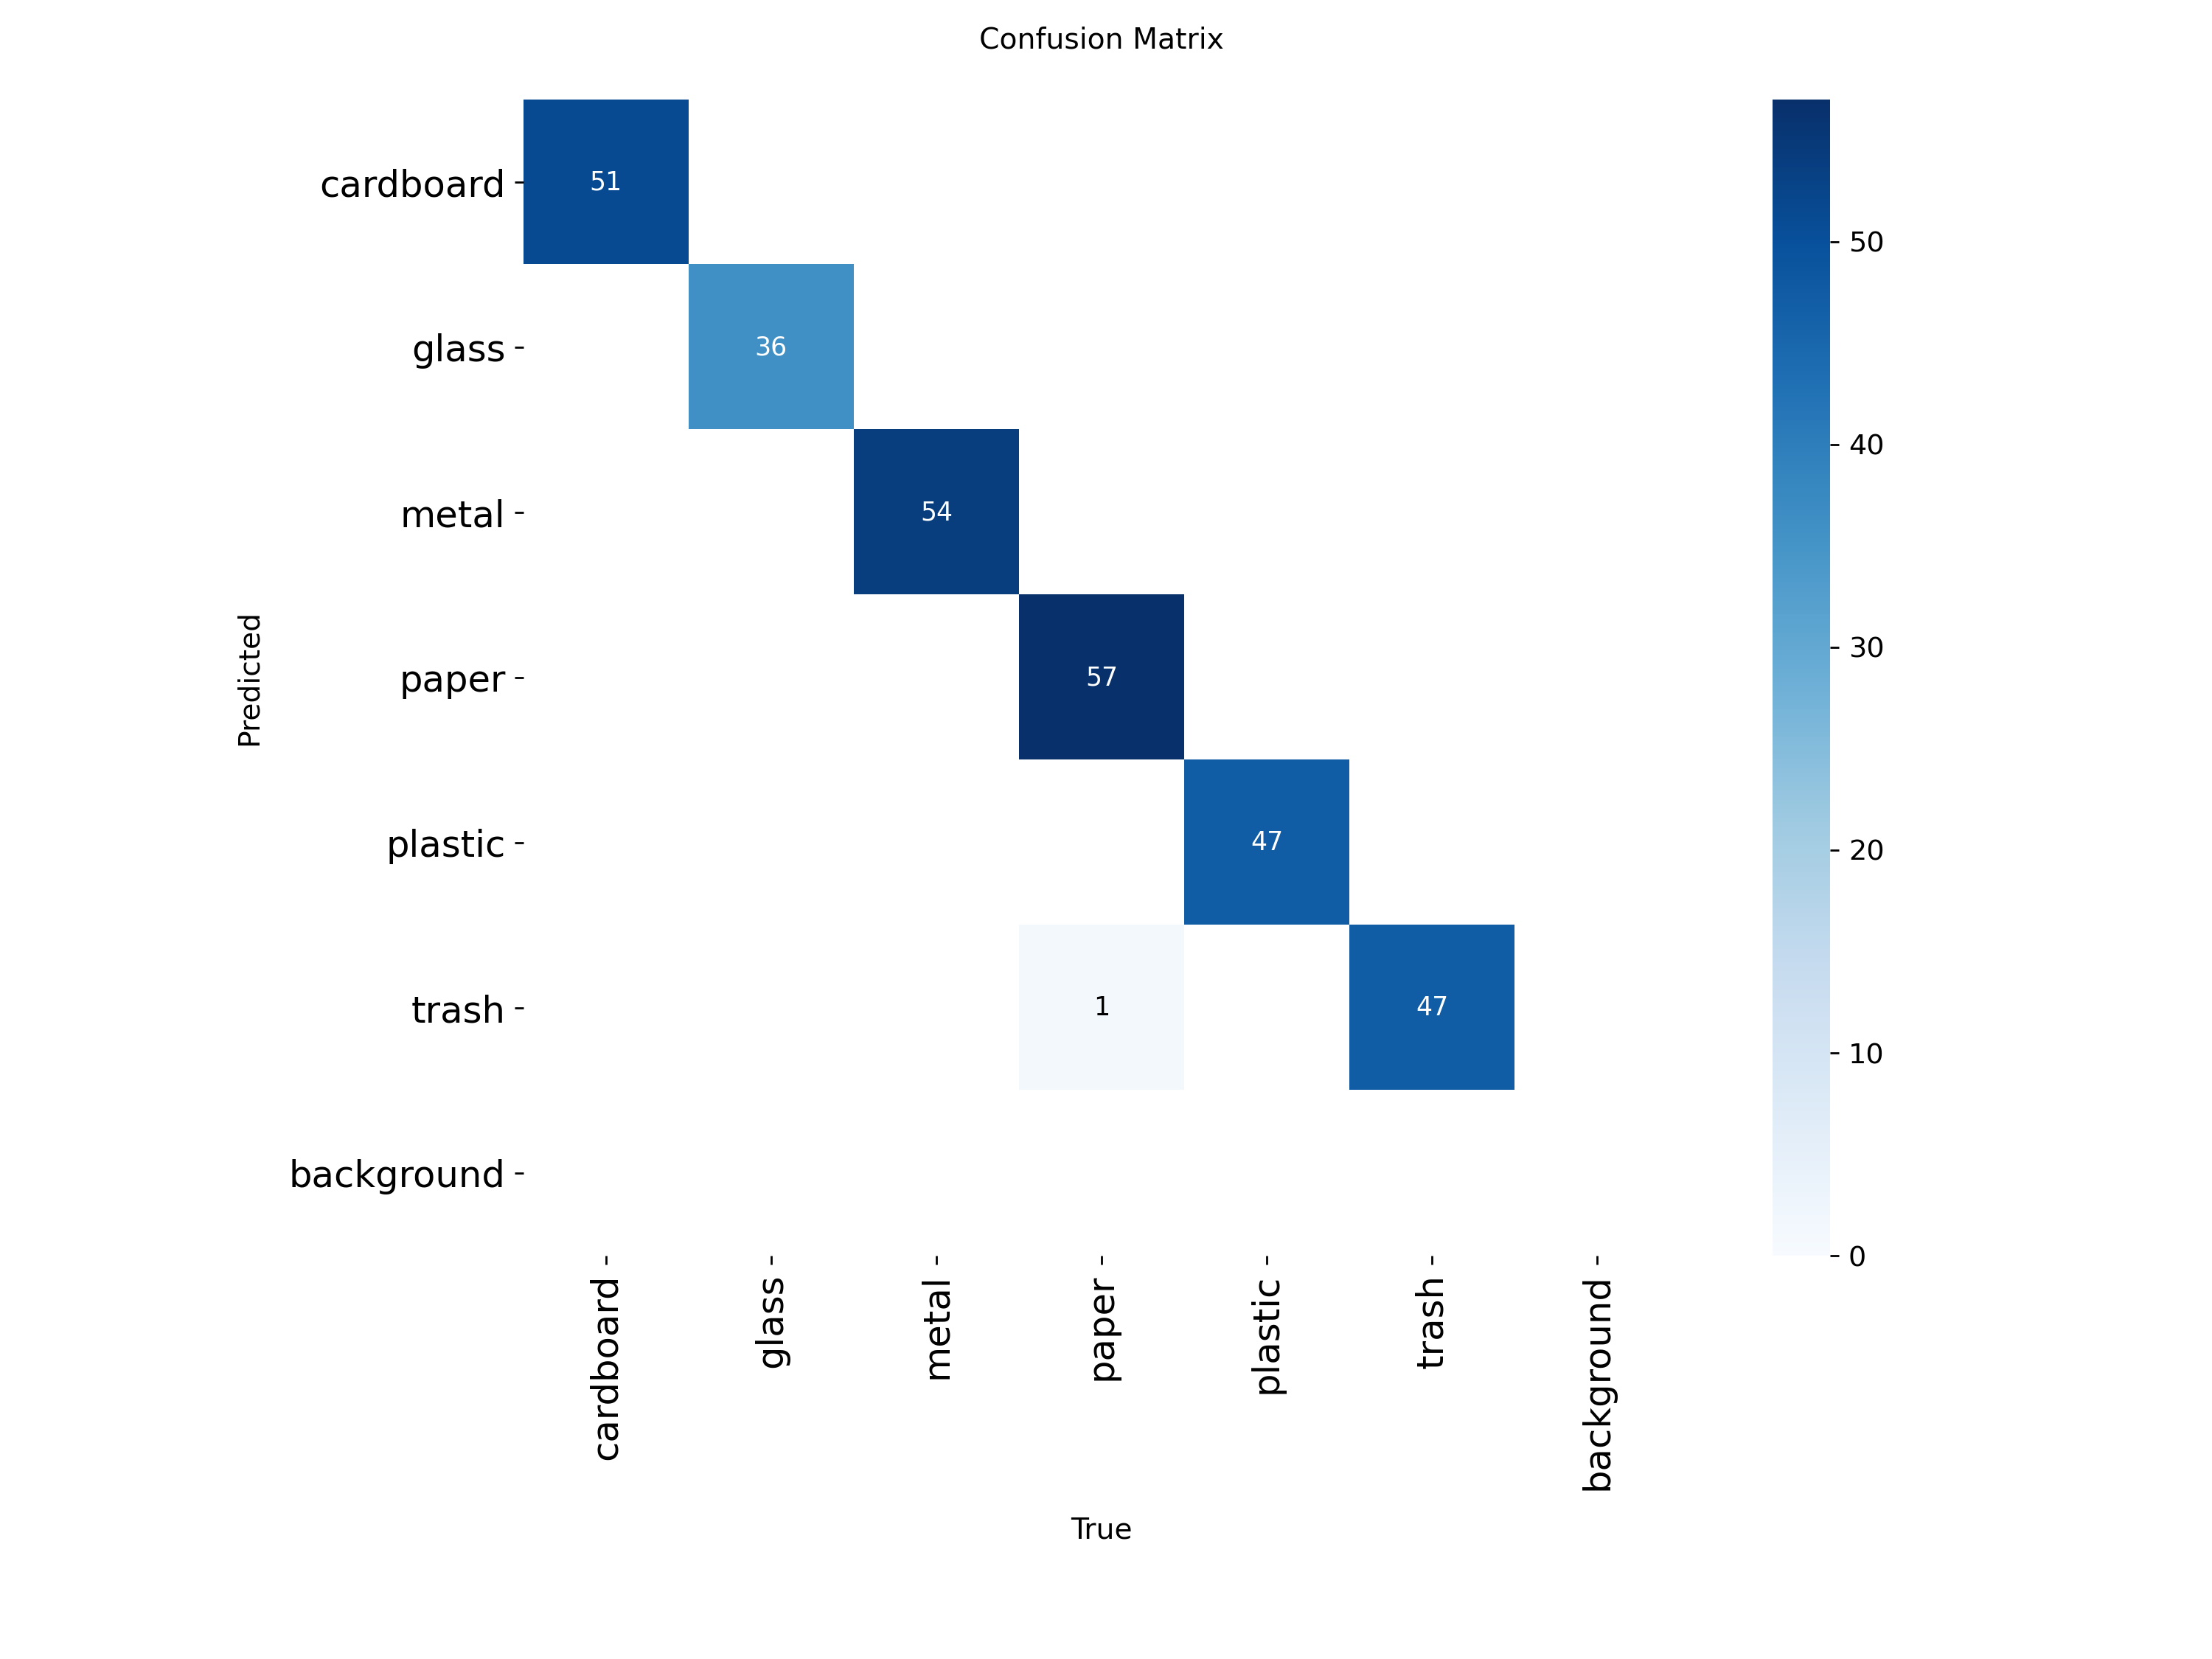 Confusion Matrix
cardboard
51
50
glass
36
40
metal
54
30
Predicted
paper
57
20
plastic
47
trash
1
47
10
background
0
cardboard
glass
metal
paper
plastic
trash
background
True